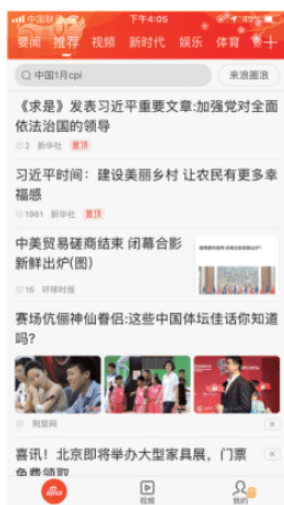 中国联
下午4:05
49%
要闻 推荐 视频 新时代 娱乐 体育
中国1月cpi
来浪圈浪
《求是》发表习近平重要文章:加强党对全面
依法治国的领导
2 新华社 置顶
习近平时间：建设美丽乡村 让农民有更多幸
福感
1961 新华社 置顶
中美贸易磋商结束 闭幕合影
新鲜出炉(图)
16 环球时报
赛场伉俪神仙眷侣:这些中国体坛佳话你知道
吗?
荆楚网
喜讯！北京即将举办大型家具展，门票
免费领取
视频
我的